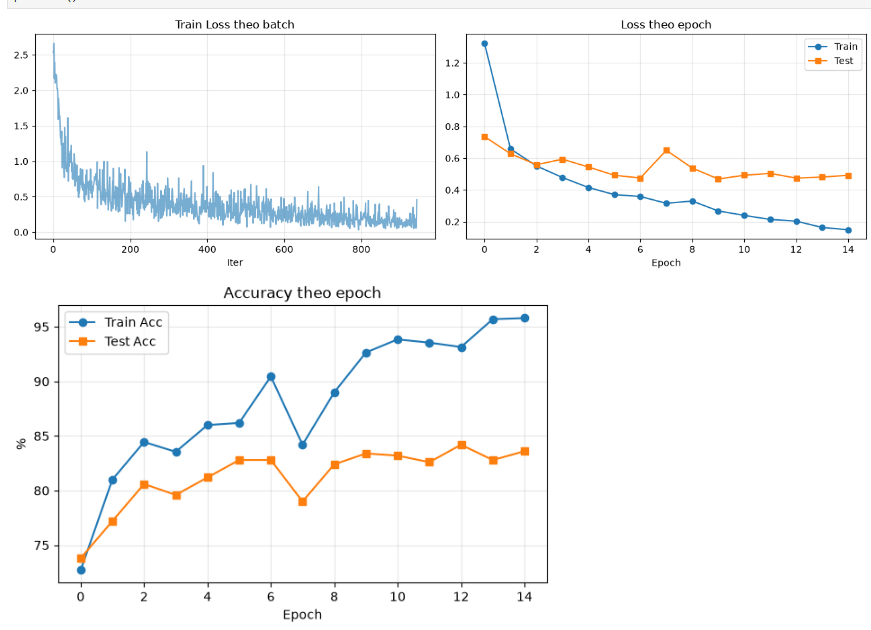 Train Loss theo batch
2.5
2.0
1.5
1.0
0.5
0.0
0 200 400 600 800
Iter
Loss theo epoch
Train
Test
1.2
1.0
0.8
0.6
0.4
0.2
0 2 4 6 8 10 12 14
Epoch
Accuracy theo epoch
Train Acc
Test Acc
95
90
85
80
75
%
0 2 4 6 8 10 12 14
Epoch